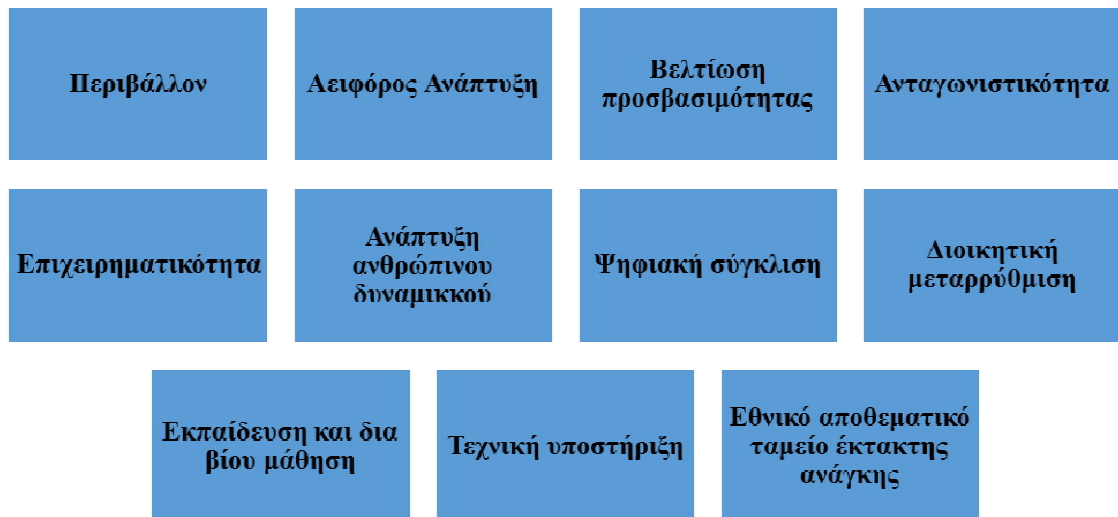 Περιβάλλον
Αειφόρος Ανάπτυξη
Βελτίωση
προσβασιμότητας
Ανταγωνιστικότητα
Επιχειρηματικότητα
Ανάπτυξη
ανθρώπινου
δυναμικκού
Ψηφιακή σύγκλιση
Διοικητική
μεταρρύθμιση
Εκπαίδευση και δια
βίου μάθηση
Τεχνική υποστήριξη
Εθνικό αποθεματικό
ταμείο έκτακτης
ανάγκης